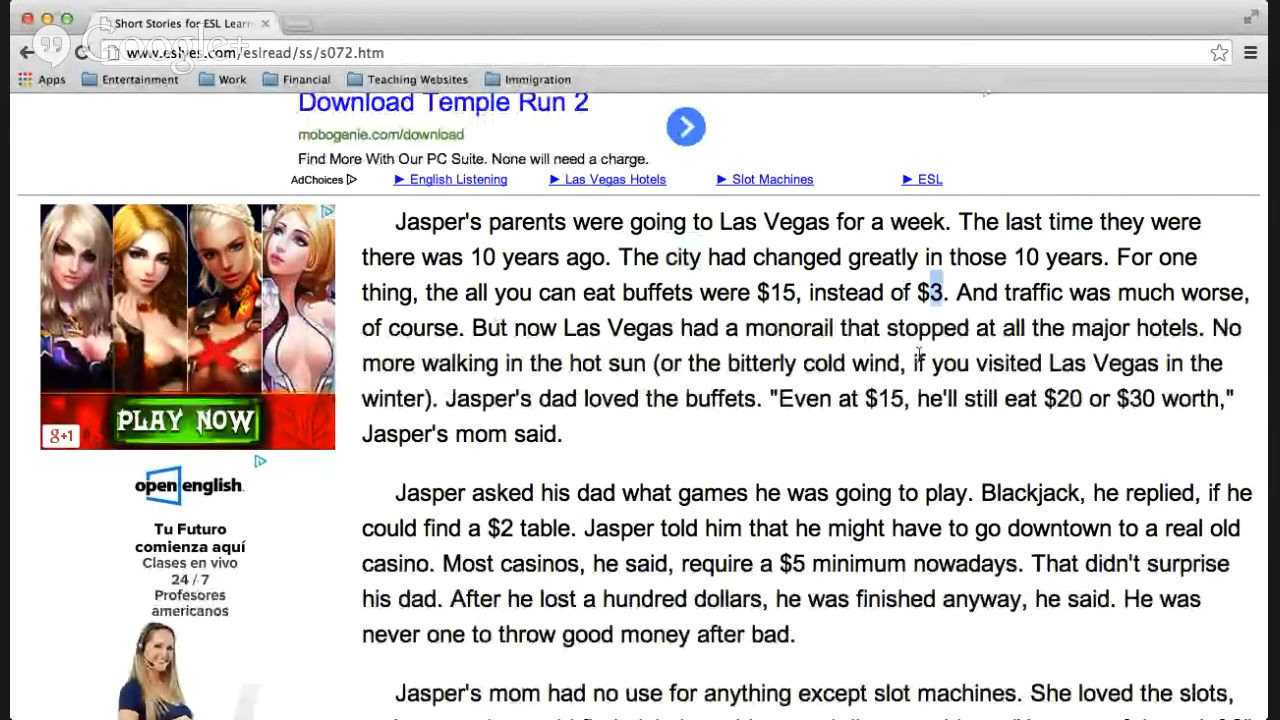 Short Stories for ESL Learn
Google+
www.eslyes.com/eslread/ss/s072.htm
Apps Entertainment Work Financial Teaching Websites Immigration
Download Temple Run 2
mobogenie.com/download
Find More With Our PC Suite. None will need a charge.
AdChoices ► English Listening ► Las Vegas Hotels ► Slot Machines ► ESL
Jasper's parents were going to Las Vegas for a week. The last time they were
there was 10 years ago. The city had changed greatly in those 10 years. For one
thing, the all you can eat buffets were $15, instead of $3. And traffic was much worse,
of course. But now Las Vegas had a monorail that stopped at all the major hotels. No
more walking in the hot sun (or the bitterly cold wind, if you visited Las Vegas in the
winter). Jasper's dad loved the buffets. "Even at $15, he'll still eat $20 or $30 worth,"
Jasper's mom said.
PLAY NOW
g+1
open english
Tu Futuro
comienza aquí
Clases en vivo
24 / 7
Profesores
americanos
Jasper asked his dad what games he was going to play. Blackjack, he replied, if he
could find a $2 table. Jasper told him that he might have to go downtown to a real old
casino. Most casinos, he said, require a $5 minimum nowadays. That didn't surprise
his dad. After he lost a hundred dollars, he was finished anyway, he said. He was
never one to throw good money after bad.
Jasper's mom had no use for anything except slot machines. She loved the slots,